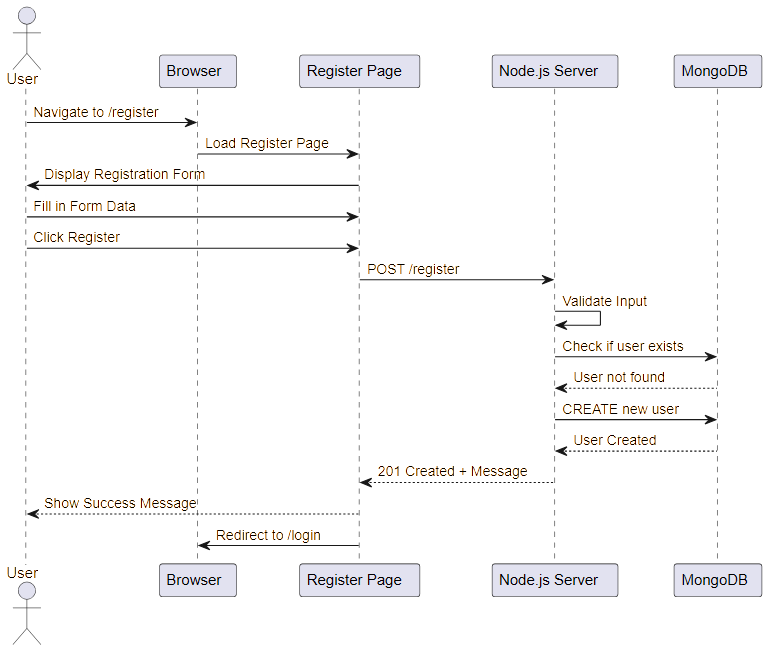 User
Browser
Register Page
Node.js Server
MongoDB
Navigate to /register
Load Register Page
Display Registration Form
Fill in Form Data
Click Register
POST /register
Validate Input
Check if user exists
User not found
CREATE new user
User Created
201 Created + Message
Show Success Message
Redirect to /login
User
Browser
Register Page
Node.js Server
MongoDB